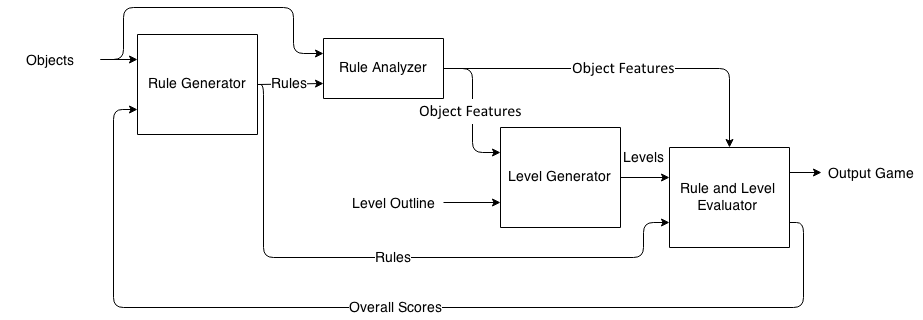 Objects
Rule Generator
Rules
Rule Analyzer
Object Features
Object Features
Level Outline
Level Generator
Levels
Rule and Level
Evaluator
Output Game
Rules
Overall Scores